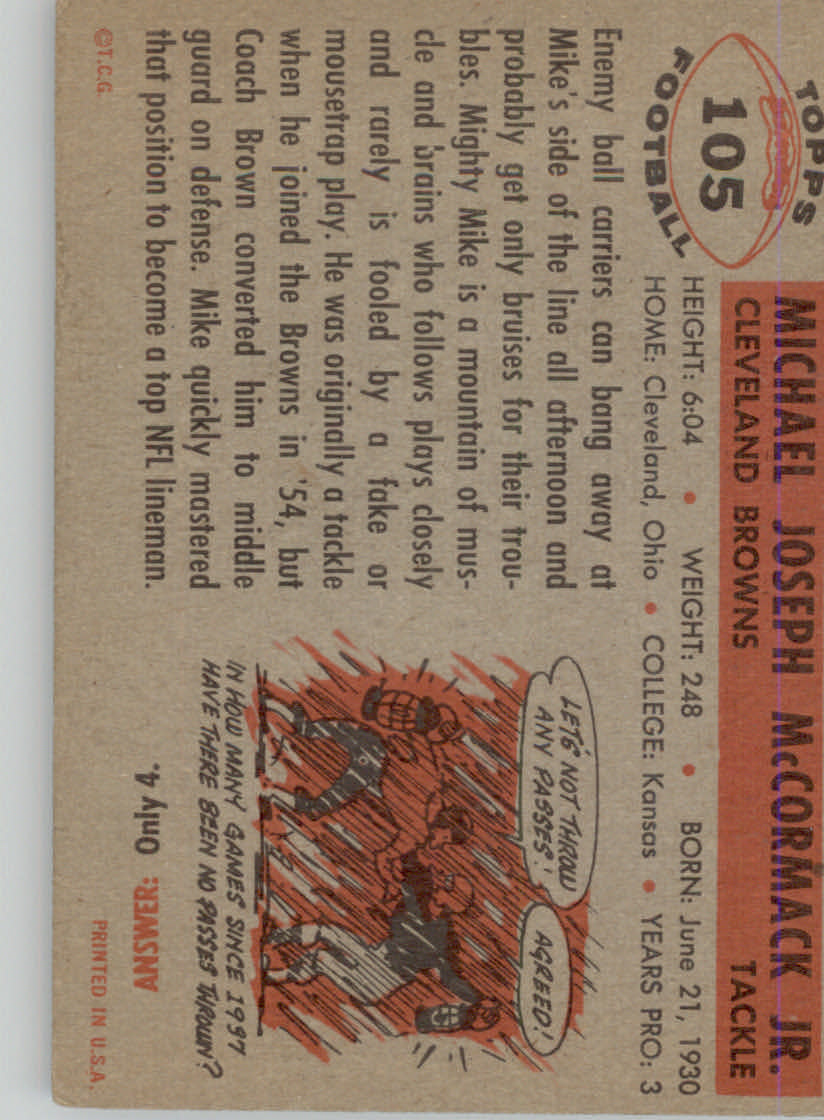 TOPPS
105
FOOTBALL
MICHAEL JOSEPH McCORMACK JR.
CLEVELAND BROWNS TACKLE
HEIGHT: 6:04 • WEIGHT: 248 • BORN: June 21, 1930
HOME: Cleveland, Ohio • COLLEGE: Kansas • YEARS PRO: 3
Enemy ball carriers can bang away at
Mike's side of the line all afternoon and
probably get only bruises for their trou-
bles. Mighty Mike is a mountain of mus-
cle and brains who follows plays closely
and rarely is fooled by a fake or
mousetrap play. He was originally a tackle
when he joined the Browns in '54, but
Coach Brown converted him to middle
guard on defense. Mike quickly mastered
that position to become a top NFL lineman.
LET'S NOT THROW
ANY PASSES!
AGREED!
IN HOW MANY GAMES SINCE 1937
HAVE THERE BEEN NO PASSES THROWN?
ANSWER: Only 4.
©T.C.G.
PRINTED IN U.S.A.